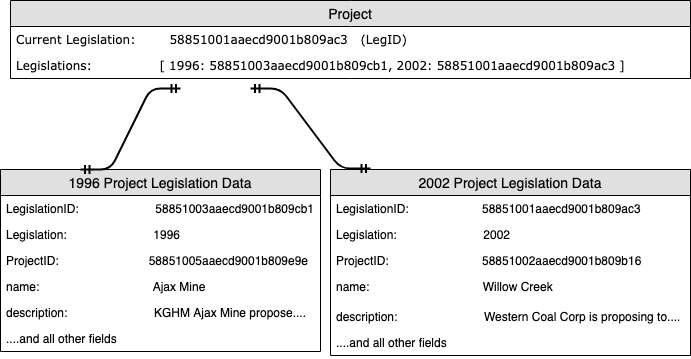 Project
Current Legislation: 58851001aaecd9001b809ac3 (LegID)
Legislations: [ 1996: 58851003aaecd9001b809cb1, 2002: 58851001aaecd9001b809ac3 ]
1996 Project Legislation Data
LegislationID: 58851003aaecd9001b809cb1
Legislation: 1996
ProjectID: 58851005aaecd9001b809e9e
name: Ajax Mine
description: KGHM Ajax Mine propose....
....and all other fields
2002 Project Legislation Data
LegislationID: 58851001aaecd9001b809ac3
Legislation: 2002
ProjectID: 58851002aaecd9001b809b16
name: Willow Creek
description: Western Coal Corp is proposing to....
....and all other fields